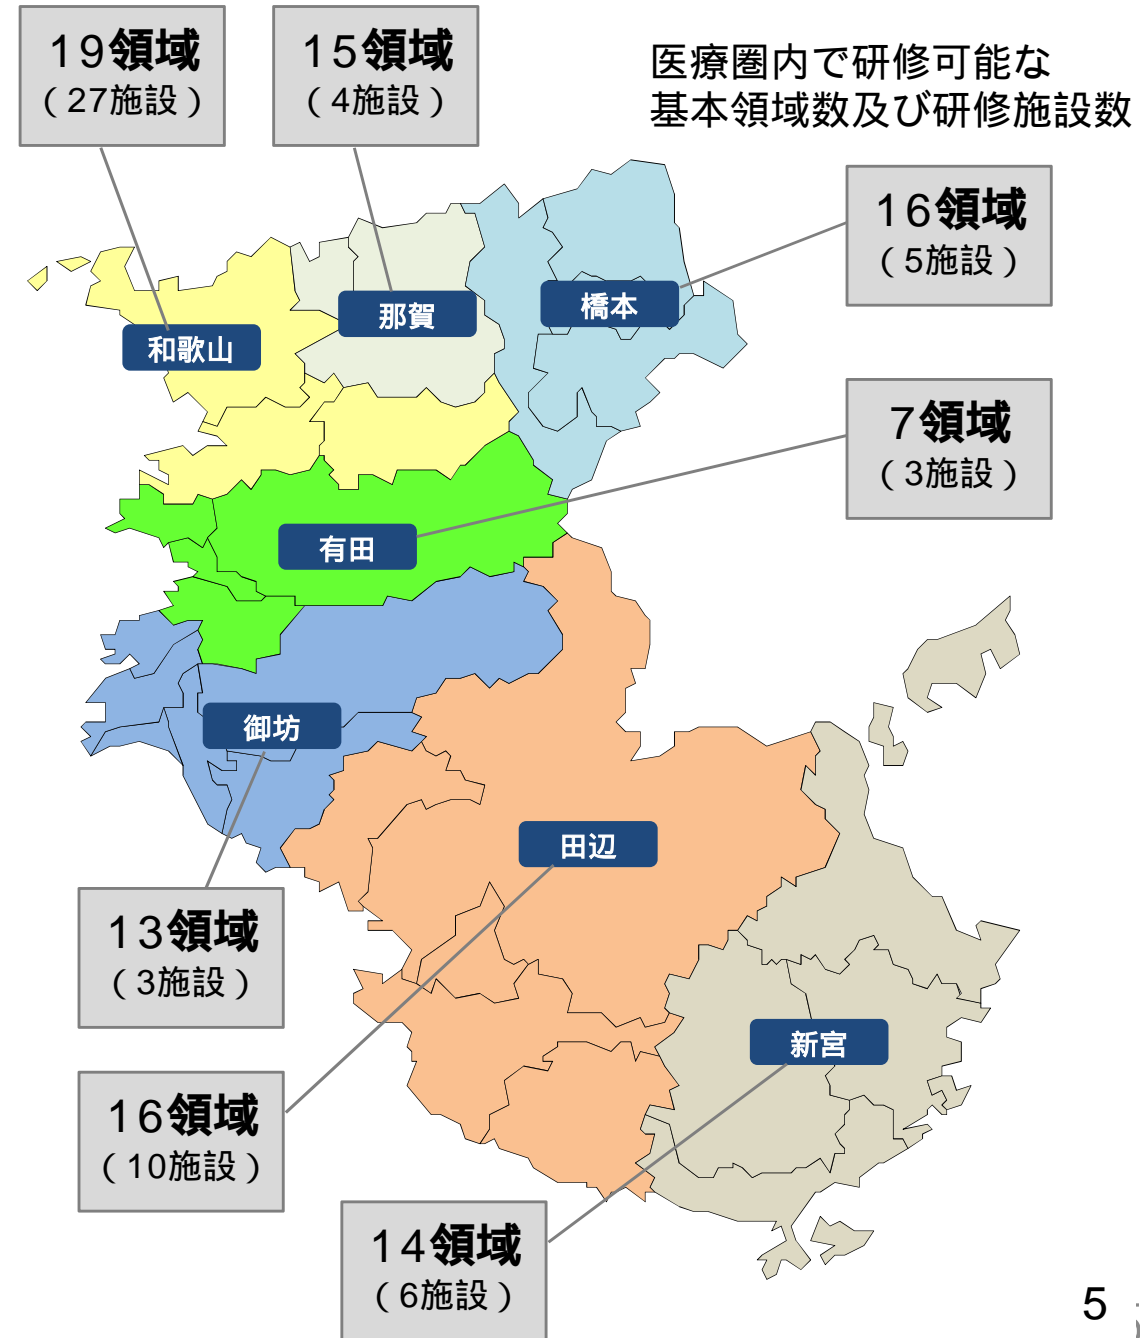 19領域
（27施設）
15領域
（4施設）
医療圏内で研修可能な
基本領域数及び研修施設数
16領域
（5施設）
那賀
橋本
和歌山
7領域
（3施設）
有田
御坊
田辺
13領域
（3施設）
新宮
16領域
（10施設）
14領域
（6施設）
5